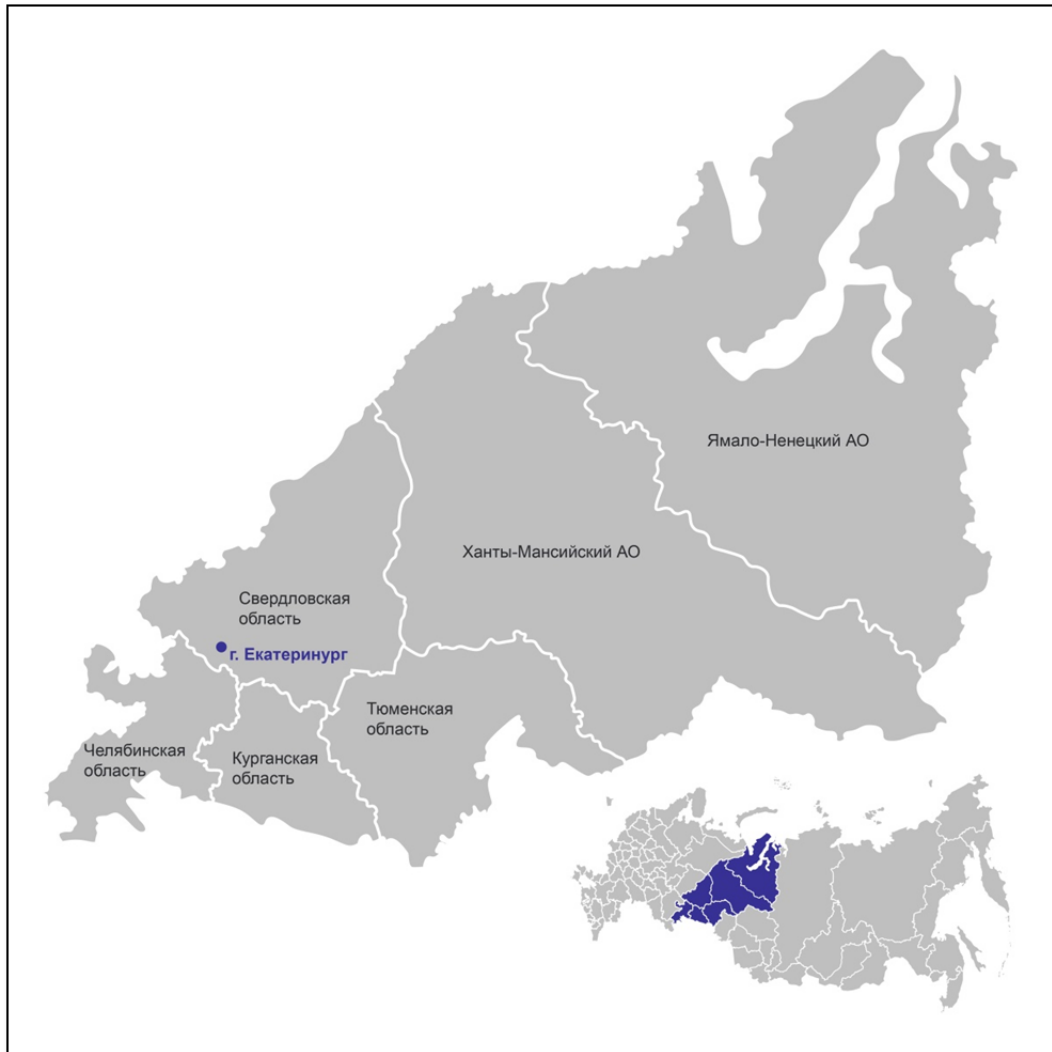 Ямало-Ненецкий АО
Ханты-Мансийский АО
Свердловская
область
г. Екатеринург
Тюменская
область
Челябинская
область
Курганская
область